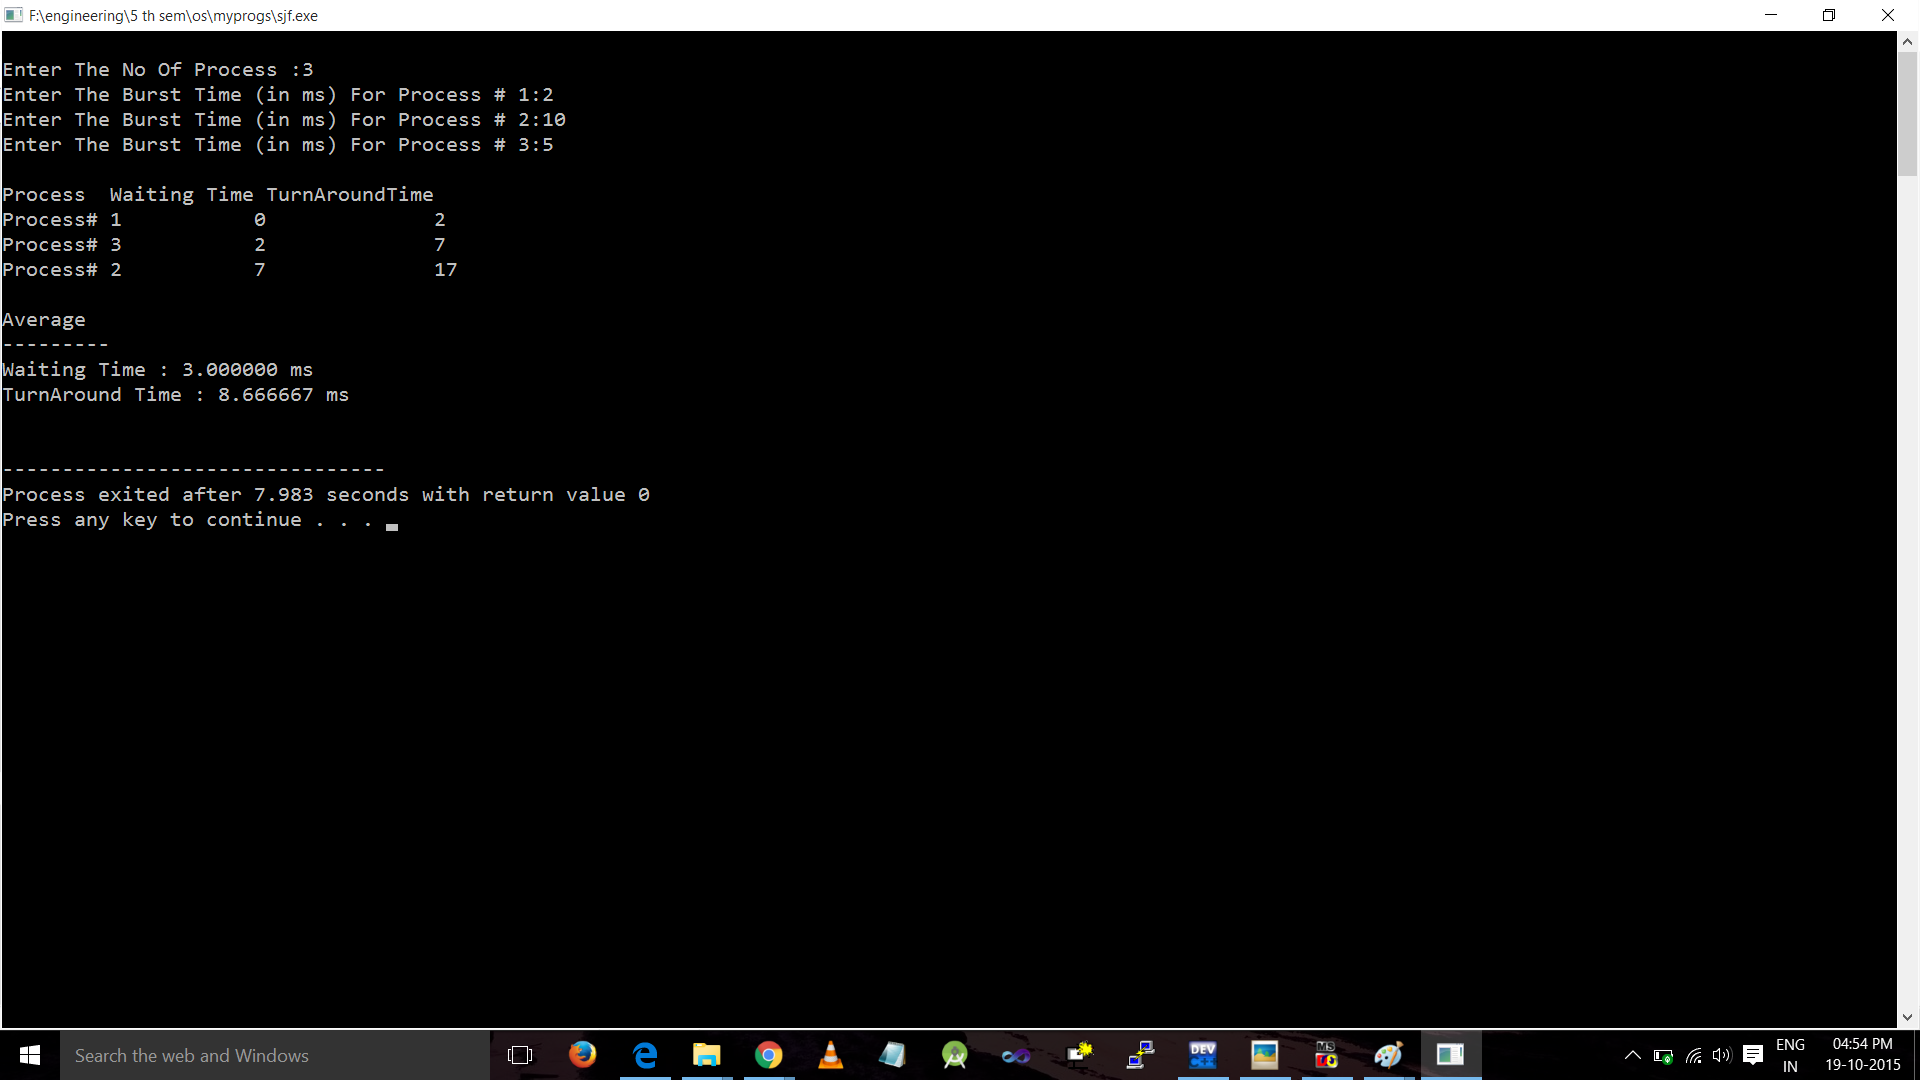 F:\engineering\5 th sem\os\myprogs\sjf.exe
Enter The No Of Process :3
Enter The Burst Time (in ms) For Process # 1:2
Enter The Burst Time (in ms) For Process # 2:10
Enter The Burst Time (in ms) For Process # 3:5
Process  Waiting Time TurnAroundTime
Process# 1           0              2
Process# 3           2              7
Process# 2           7              17
Average
---------
Waiting Time : 3.000000 ms
TurnAround Time : 8.666667 ms
--------------------------------
Process exited after 7.983 seconds with return value 0
Press any key to continue . . .
Search the web and Windows
DEV
MS
ENG
IN
04:54 PM
19-10-2015